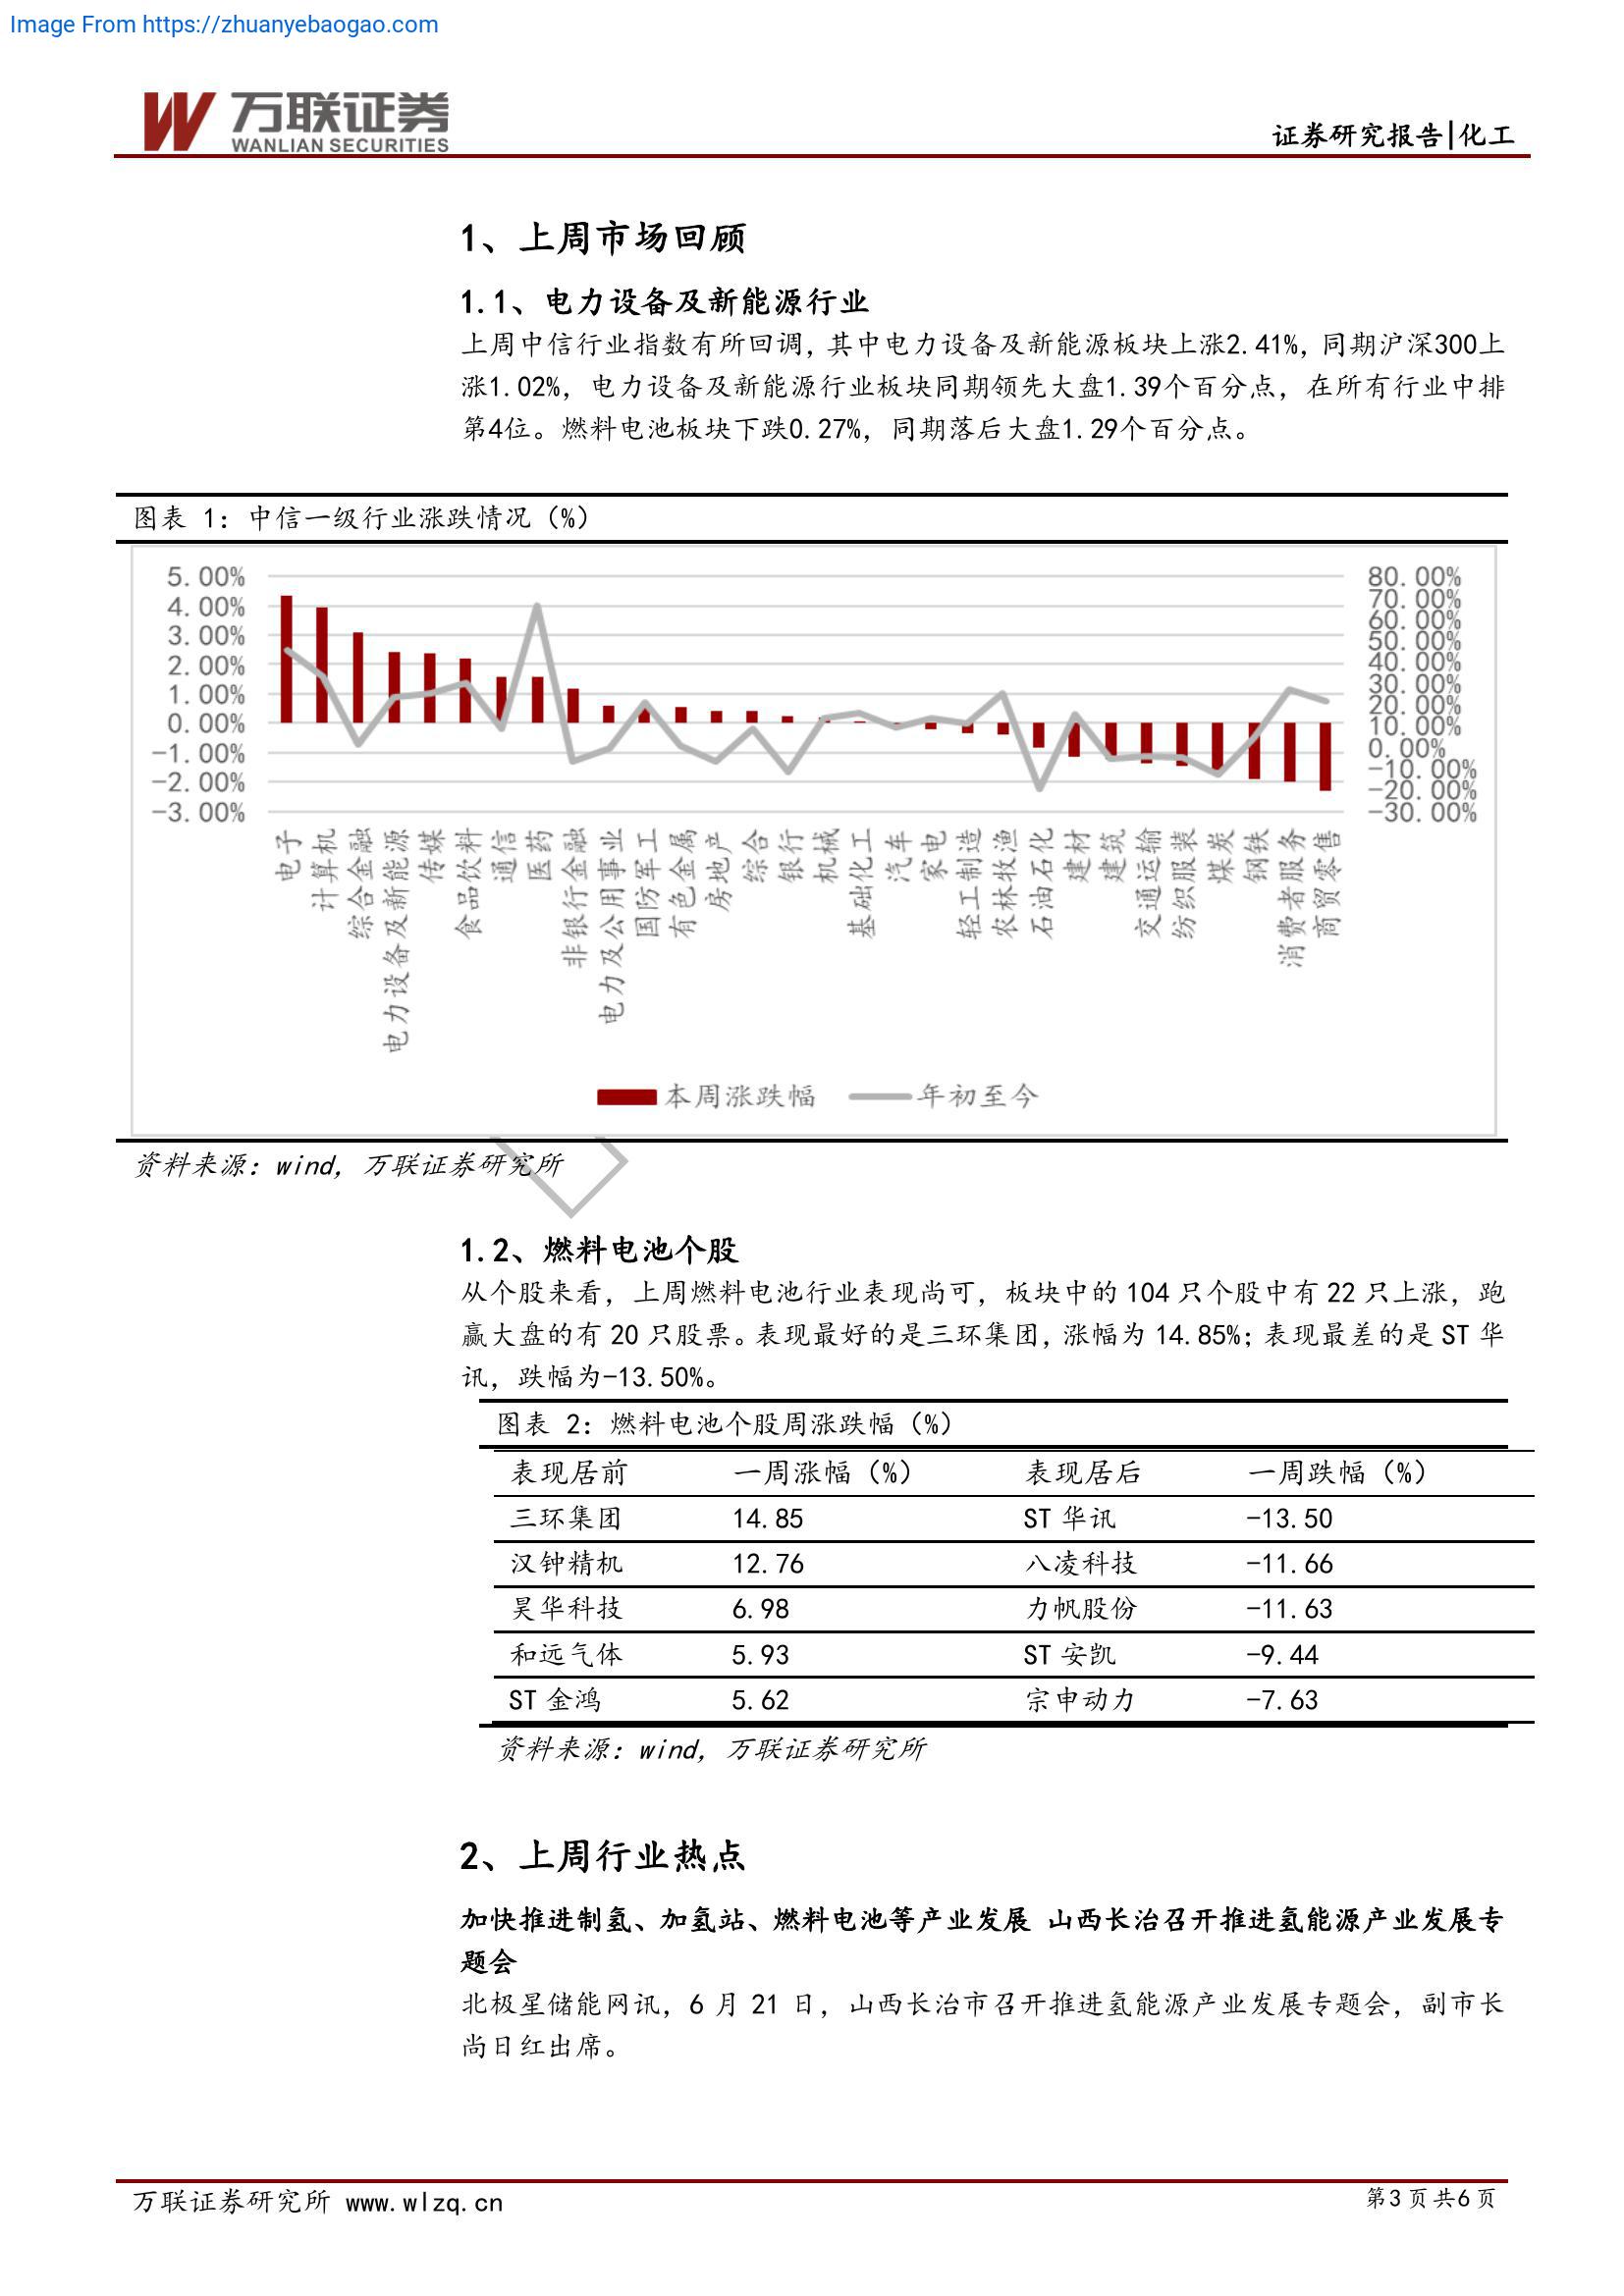 Image From https://zhuanyebaogao.com
万联证券
WANLIAN SECURITIES
证券研究报告|化工
1、上周市场回顾
1.1、电力设备及新能源行业
上周中信行业指数有所回调，其中电力设备及新能源板块上涨2.41%，同期沪深300上
涨1.02%，电力设备及新能源行业板块同期领先大盘1.39个百分点，在所有行业中排
第4位。燃料电池板块下跌0.27%，同期落后大盘1.29个百分点。
图表 1：中信一级行业涨跌情况（%）
5.00%
4.00%
3.00%
2.00%
1.00%
0.00%
-1.00%
-2.00%
-3.00%
80.00%
70.00%
60.00%
50.00%
40.00%
30.00%
20.00%
10.00%
0.00%
-10.00%
-20.00%
-30.00%
电子
计算机
综合金融
电力设备及新能源
传媒
食品饮料
通信
医药
非银行金融
电力及公用事业
国防军工
有色金属
房地产
综合
银行
机械
基础化工
汽车
家电
轻工制造
农林牧渔
石油石化
建材
建筑
交通运输
纺织服装
煤炭
钢铁
消费者服务
商贸零售
本周涨跌幅 年初至今
资料来源：wind，万联证券研究所
1.2、燃料电池个股
从个股来看，上周燃料电池行业表现尚可，板块中的 104 只个股中有 22 只上涨，跑
赢大盘的有 20 只股票。表现最好的是三环集团，涨幅为 14.85%；表现最差的是 ST 华
讯，跌幅为-13.50%。
图表 2：燃料电池个股周涨跌幅（%）
表现居前 一周涨幅（%） 表现居后 一周跌幅（%）
三环集团 14.85 ST 华讯 -13.50
汉钟精机 12.76 八凌科技 -11.66
昊华科技 6.98 力帆股份 -11.63
和远气体 5.93 ST 安凯 -9.44
ST 金鸿 5.62 宗申动力 -7.63
资料来源：wind，万联证券研究所
2、上周行业热点
加快推进制氢、加氢站、燃料电池等产业发展 山西长治召开推进氢能源产业发展专
题会
北极星储能网讯，6 月 21 日，山西长治市召开推进氢能源产业发展专题会，副市长
尚日红出席。
万联证券研究所 www.wlzq.cn
第3页共6页